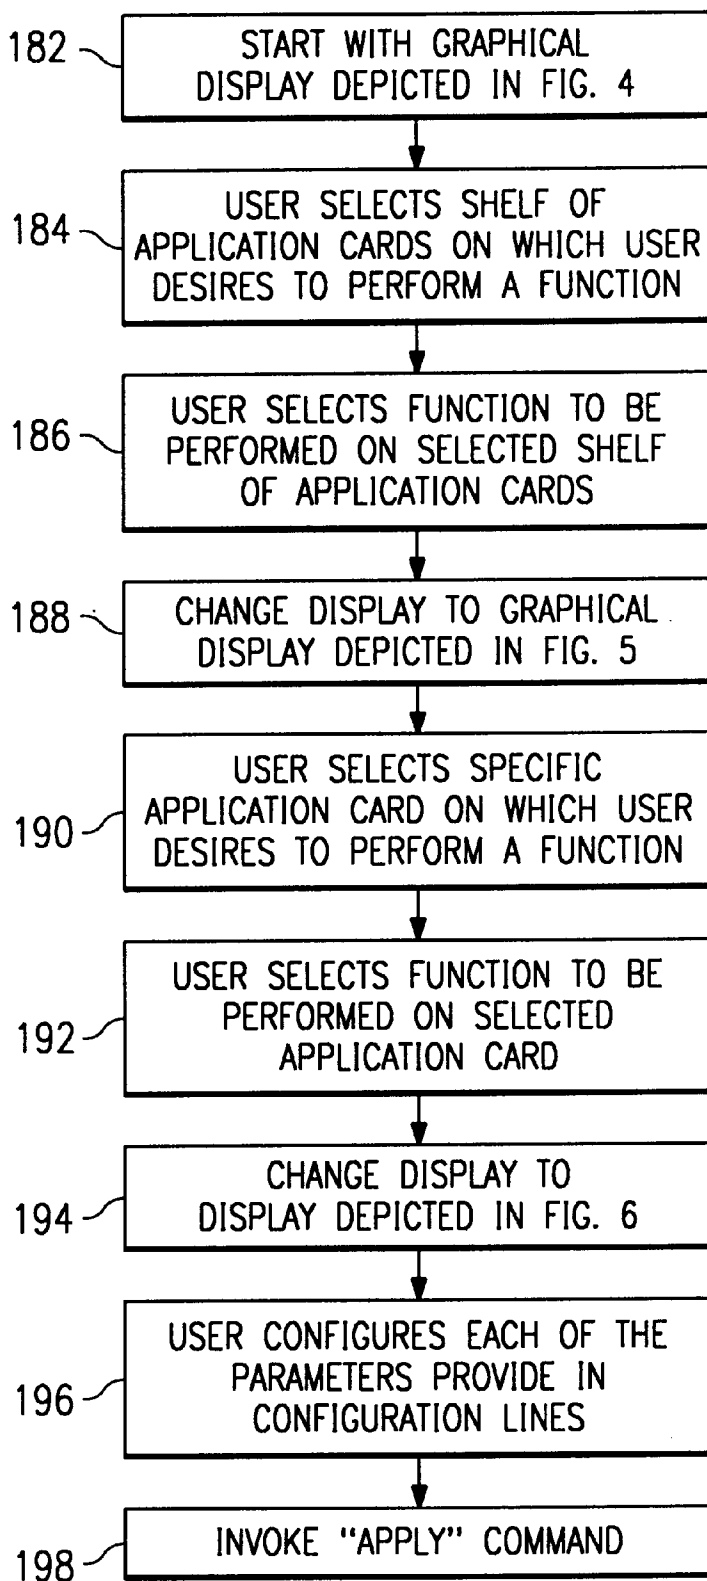 182
START WITH GRAPHICAL
DISPLAY DEPICTED IN FIG. 4
184
USER SELECTS SHELF OF
APPLICATION CARDS ON WHICH USER
DESIRES TO PERFORM A FUNCTION
186
USER SELECTS FUNCTION TO BE
PERFORMED ON SELECTED SHELF
OF APPLICATION CARDS
188
CHANGE DISPLAY TO GRAPHICAL
DISPLAY DEPICTED IN FIG. 5
190
USER SELECTS SPECIFIC
APPLICATION CARD ON WHICH USER
DESIRES TO PERFORM A FUNCTION
192
USER SELECTS FUNCTION TO BE
PERFORMED ON SELECTED
APPLICATION CARD
194
CHANGE DISPLAY TO
DISPLAY DEPICTED IN FIG. 6
196
USER CONFIGURES EACH OF THE
PARAMETERS PROVIDE IN
CONFIGURATION LINES
198
INVOKE "APPLY" COMMAND